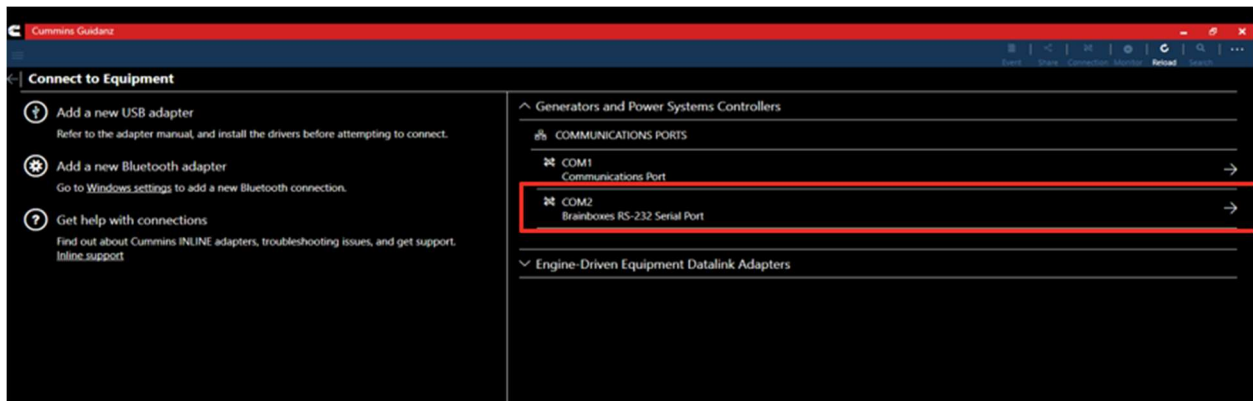 Cummins Guidanz
Event Share Connection Monitor Reload Search
Connect to Equipment
Add a new USB adapter
Refer to the adapter manual, and install the drivers before attempting to connect.
Add a new Bluetooth adapter
Go to Windows settings to add a new Bluetooth connection.
Get help with connections
Find out about Cummins INLINE adapters, troubleshooting issues, and get support.
Inline support
Generators and Power Systems Controllers
COMMUNICATIONS PORTS
COM1
Communications Port
COM2
Brainboxes RS-232 Serial Port
Engine-Driven Equipment Datalink Adapters